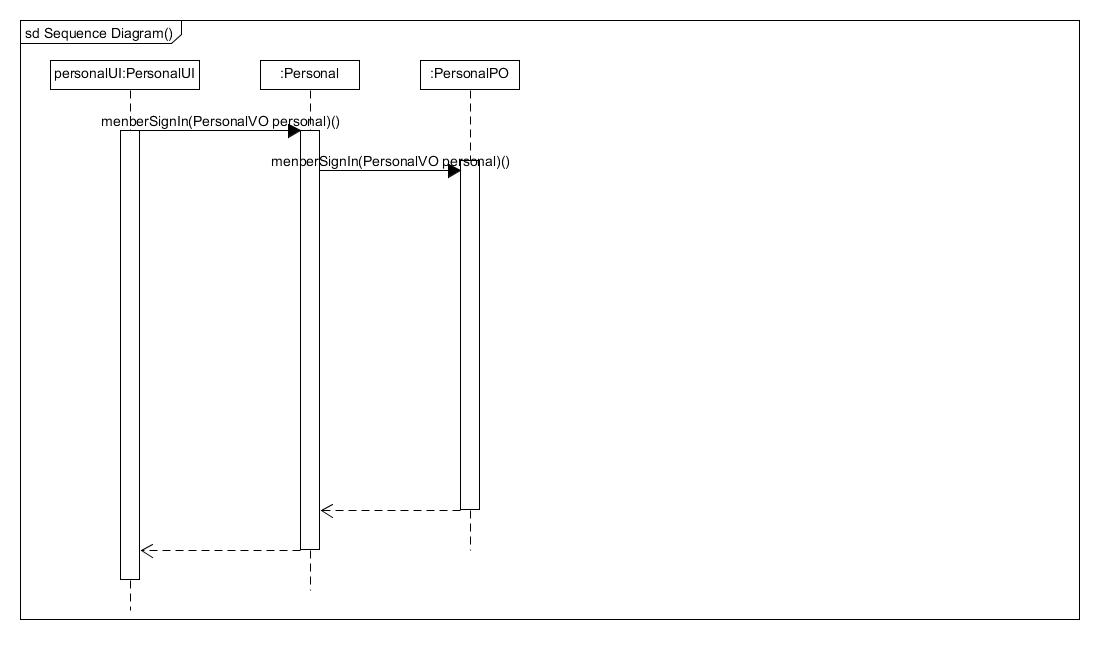 sd Sequence Diagram()
personalUI:PersonalUI
:Personal
:PersonalPO
menberSignIn(PersonalVO personal)()
menberSignIn(PersonalVO personal)()